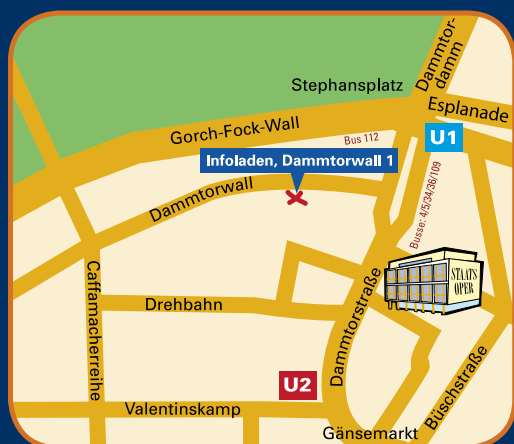 Dammtor-
damm
Stephansplatz
Esplanade
Gorch-Fock-Wall
Bus 112
U1
Infoladen, Dammtorwall 1
Dammtorwall
Busse: 4/5/34/36/109
STAATS
OPER
Caffamacherreihe
Drehbahn
Dammtorstraße
U2
Büschstraße
Valentinskamp
Gänsemarkt